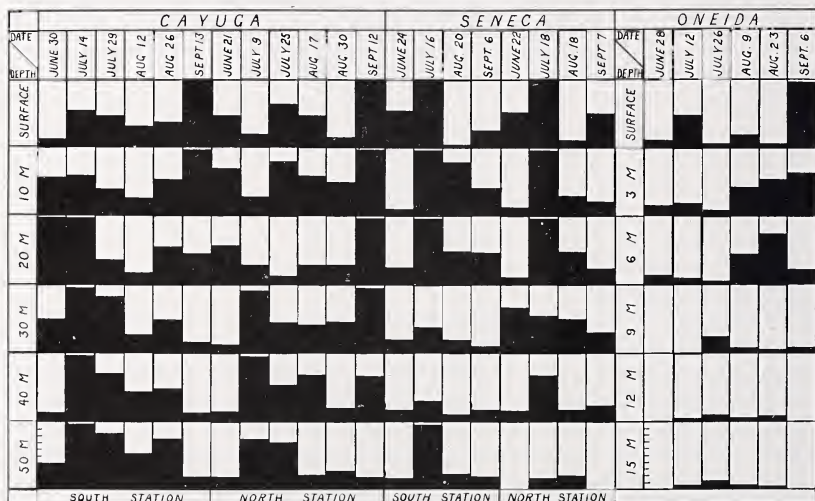 CAYUGA SENECA ONEIDA
DATE JUNE 30 JULY 14 JULY 29 AUG 12 AUG 26 SEPT 13 JUNE 21 JULY 9 JULY 25 AUG 17 AUG 30 SEPT 12 JUNE 24 JULY 16 AUG 20 SEPT. 6 JUNE 22 JULY 18 AUG. 18 SEPT 7 DATE JUNE 28 JULY 12 JULY 26 AUG. 9 AUG. 23 SEPT. 6
DEPTH DEPTH
SURFACE SURFACE
10 M 3 M
20 M 6 M
30 M 9 M
40 M 12 M
50 M 15 M
SOUTH STATION NORTH STATION SOUTH STATION NORTH STATION